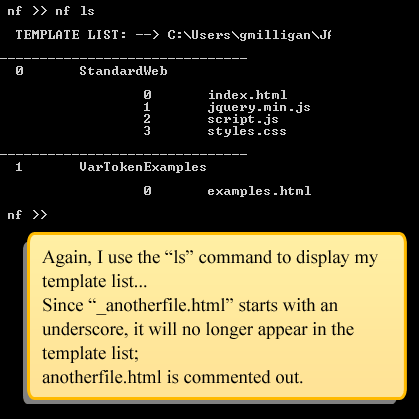 nf >> nf ls
TEMPLATE LIST: --> C:\Users\gmilligan\
0 StandardWeb
0 index.html
1 jquery.min.js
2 script.js
3 styles.css
1 VarTokenExamples
0 examples.html
nf >>
Again, I use the “ls” command to display my
template list...
Since “_anotherfile.html” starts with an
underscore, it will no longer appear in the
template list;
anotherfile.html is commented out.